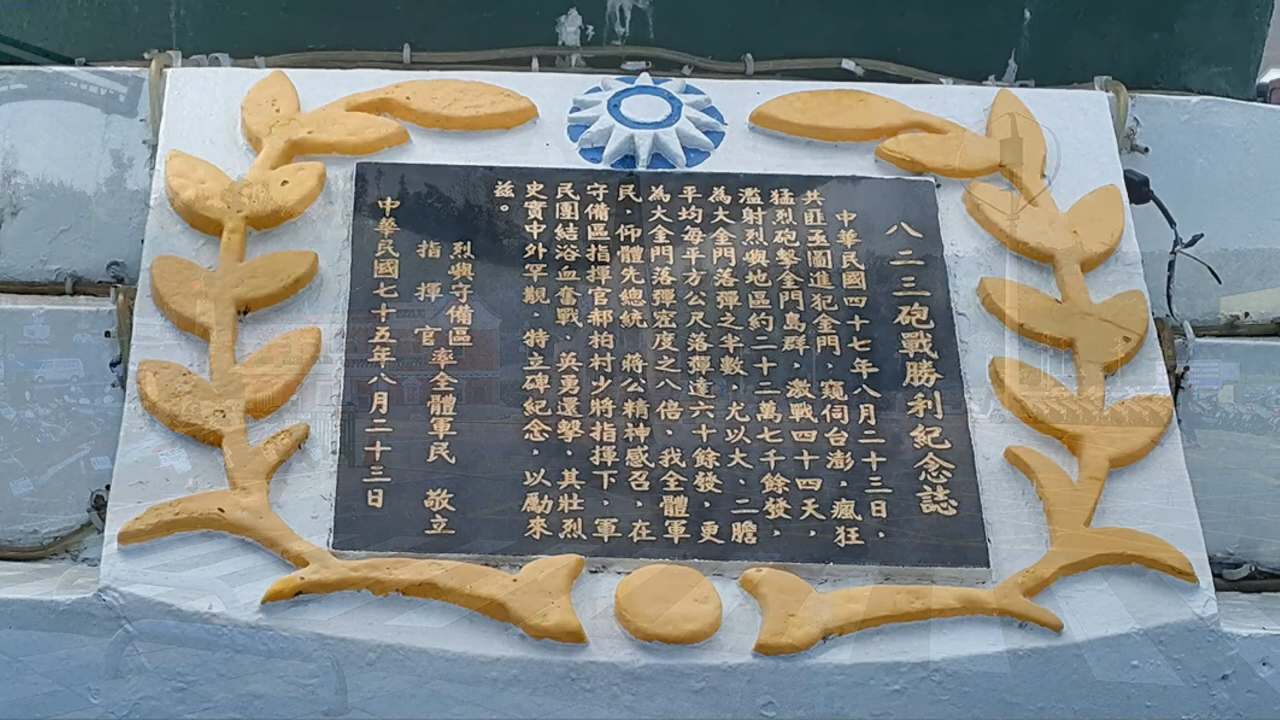 八二三砲戰勝利紀念誌
中華民國四十七年八月二十三日，
共匪妄圖進犯金門，窺伺台澎，瘋狂
猛烈砲擊金門島群，激戰四十四天，
濫射烈嶼地區約二十二萬七千餘發，
為大金門落彈之半數，尤以大、二膽
平均每平方公尺落彈達六十餘發，更
為大金門落彈密度之八倍，我全體軍
民，仰體先總統 蔣公精神感召，在
守備區指揮官郝柏村少將指揮下，軍
民團結浴血奮戰，英勇還擊，其壯烈
史實中外罕覯，特立碑紀念，以勵來
茲。
烈嶼守備區
指揮官 率全體軍民 敬立
中華民國七十五年八月二十三日